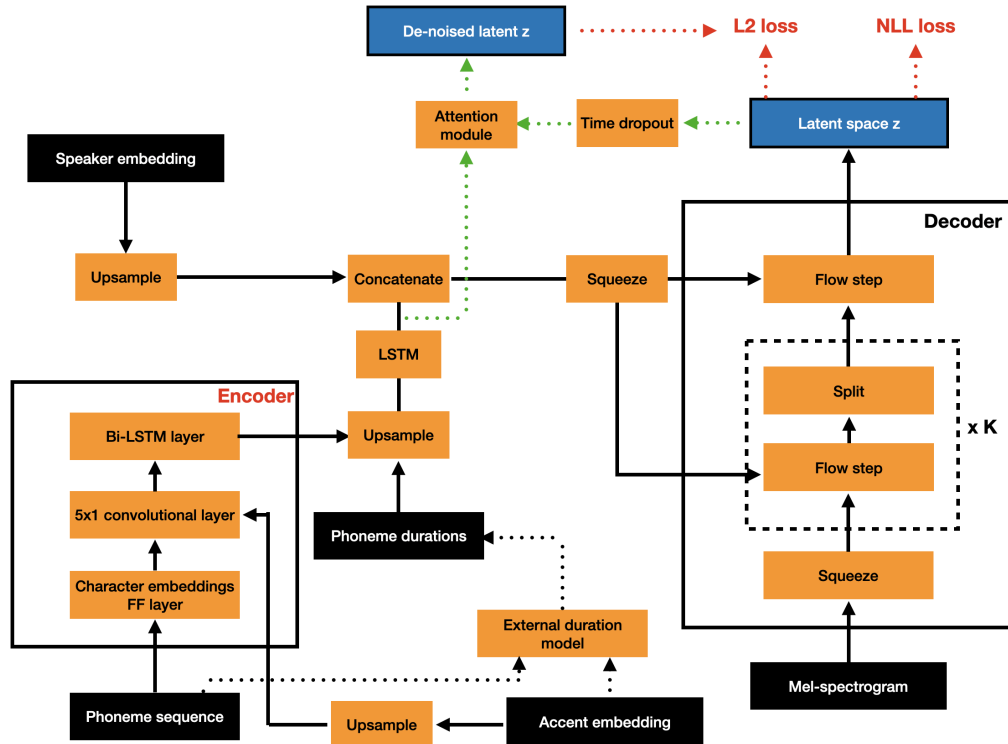 De-noised latent z
L2 loss
NLL loss
Attention
module
Time dropout
Latent space z
Speaker embedding
Decoder
Upsample
Concatenate
Squeeze
Flow step
LSTM
Encoder
Split
Bi-LSTM layer
Upsample
x K
Flow step
5x1 convolutional layer
Phoneme durations
Character embeddings
FF layer
Squeeze
External duration
model
Mel-spectrogram
Phoneme sequence
Upsample
Accent embedding